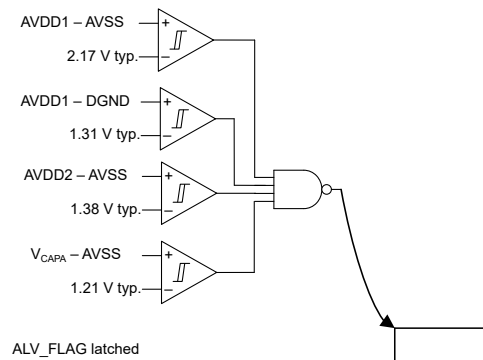 AVDD1 – AVSS
2.17 V typ.
AVDD1 – DGND
1.31 V typ.
AVDD2 – AVSS
1.38 V typ.
VCAPA – AVSS
1.21 V typ.
ALV_FLAG latched